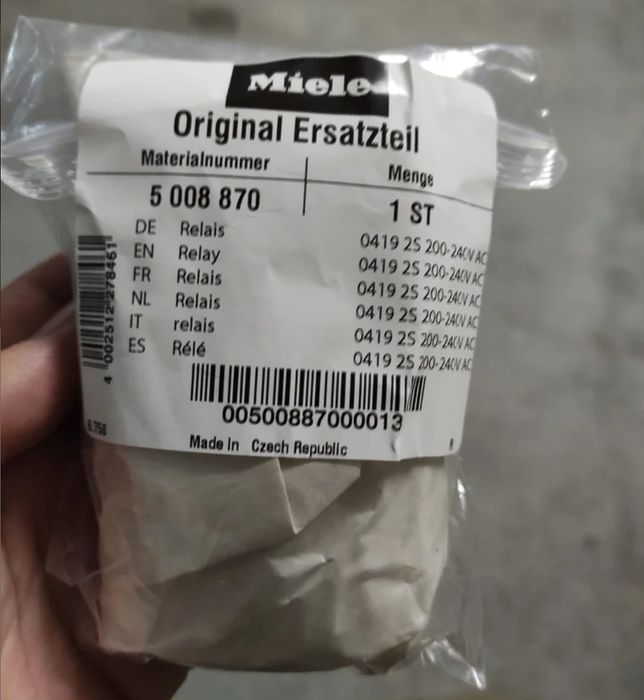 Miele
Original Ersatzteil
Materialnummer Menge
5 008 870 1 ST
DE Relais 0419 2S 200-240V AC
EN Relay 0419 2S 200-240V AC
FR Relais 0419 2S 200-240V AC
NL Relais 0419 2S 200-240V AC
IT relais 0419 2S 200-240V AC
ES Rélé 0419 2S 200-240V AC
4 002512 278461
00500887000013
Made in Czech Republic